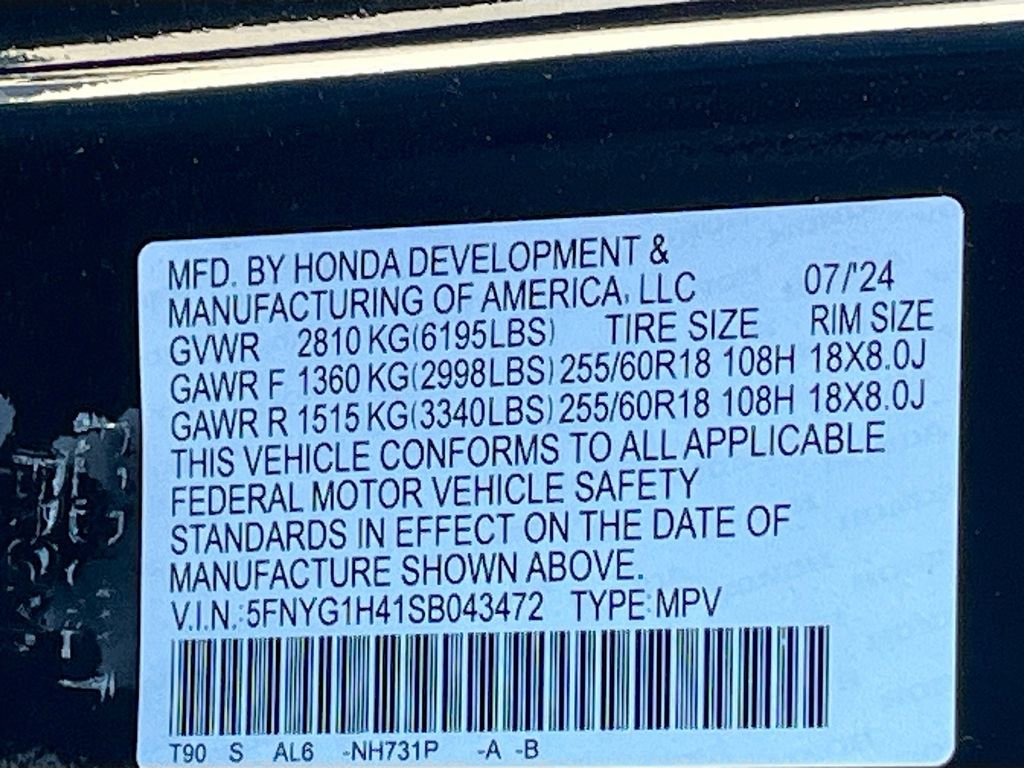 MFD. BY HONDA DEVELOPMENT &
MANUFACTURING OF AMERICA, LLC 07/'24
GVWR 2810 KG(6195LBS) TIRE SIZE RIM SIZE
GAWR F 1360 KG(2998LBS) 255/60R18 108H 18X8.0J
GAWR R 1515 KG(3340LBS) 255/60R18 108H 18X8.0J
THIS VEHICLE CONFORMS TO ALL APPLICABLE
FEDERAL MOTOR VEHICLE SAFETY
STANDARDS IN EFFECT ON THE DATE OF
MANUFACTURE SHOWN ABOVE.
V.I.N.:5FNYG1H41SB043472 TYPE:MPV
T90 S AL6 -NH731P -A -B